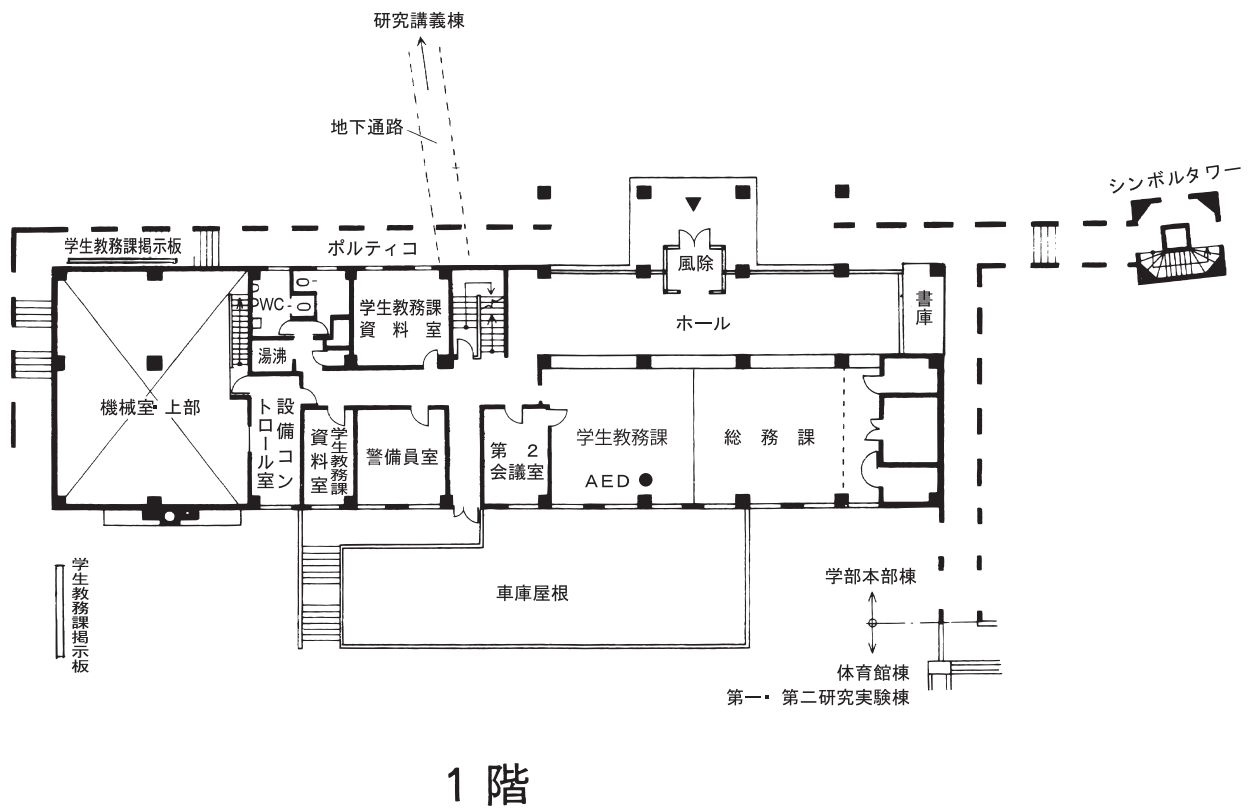 研究講義棟
地下通路
シンボルタワー
学生教務課掲示板
ポルティコ
風除
PWC
学生教務課
資料室
書庫
ホール
湯沸
機械室・上部
設備コン
トロール室
学生教務課
資料室
警備員室
第2
会議室
学生教務課
総務課
AED
学生教務課掲示板
車庫屋根
学部本部棟
体育館棟
第一・第二研究実験棟
1階